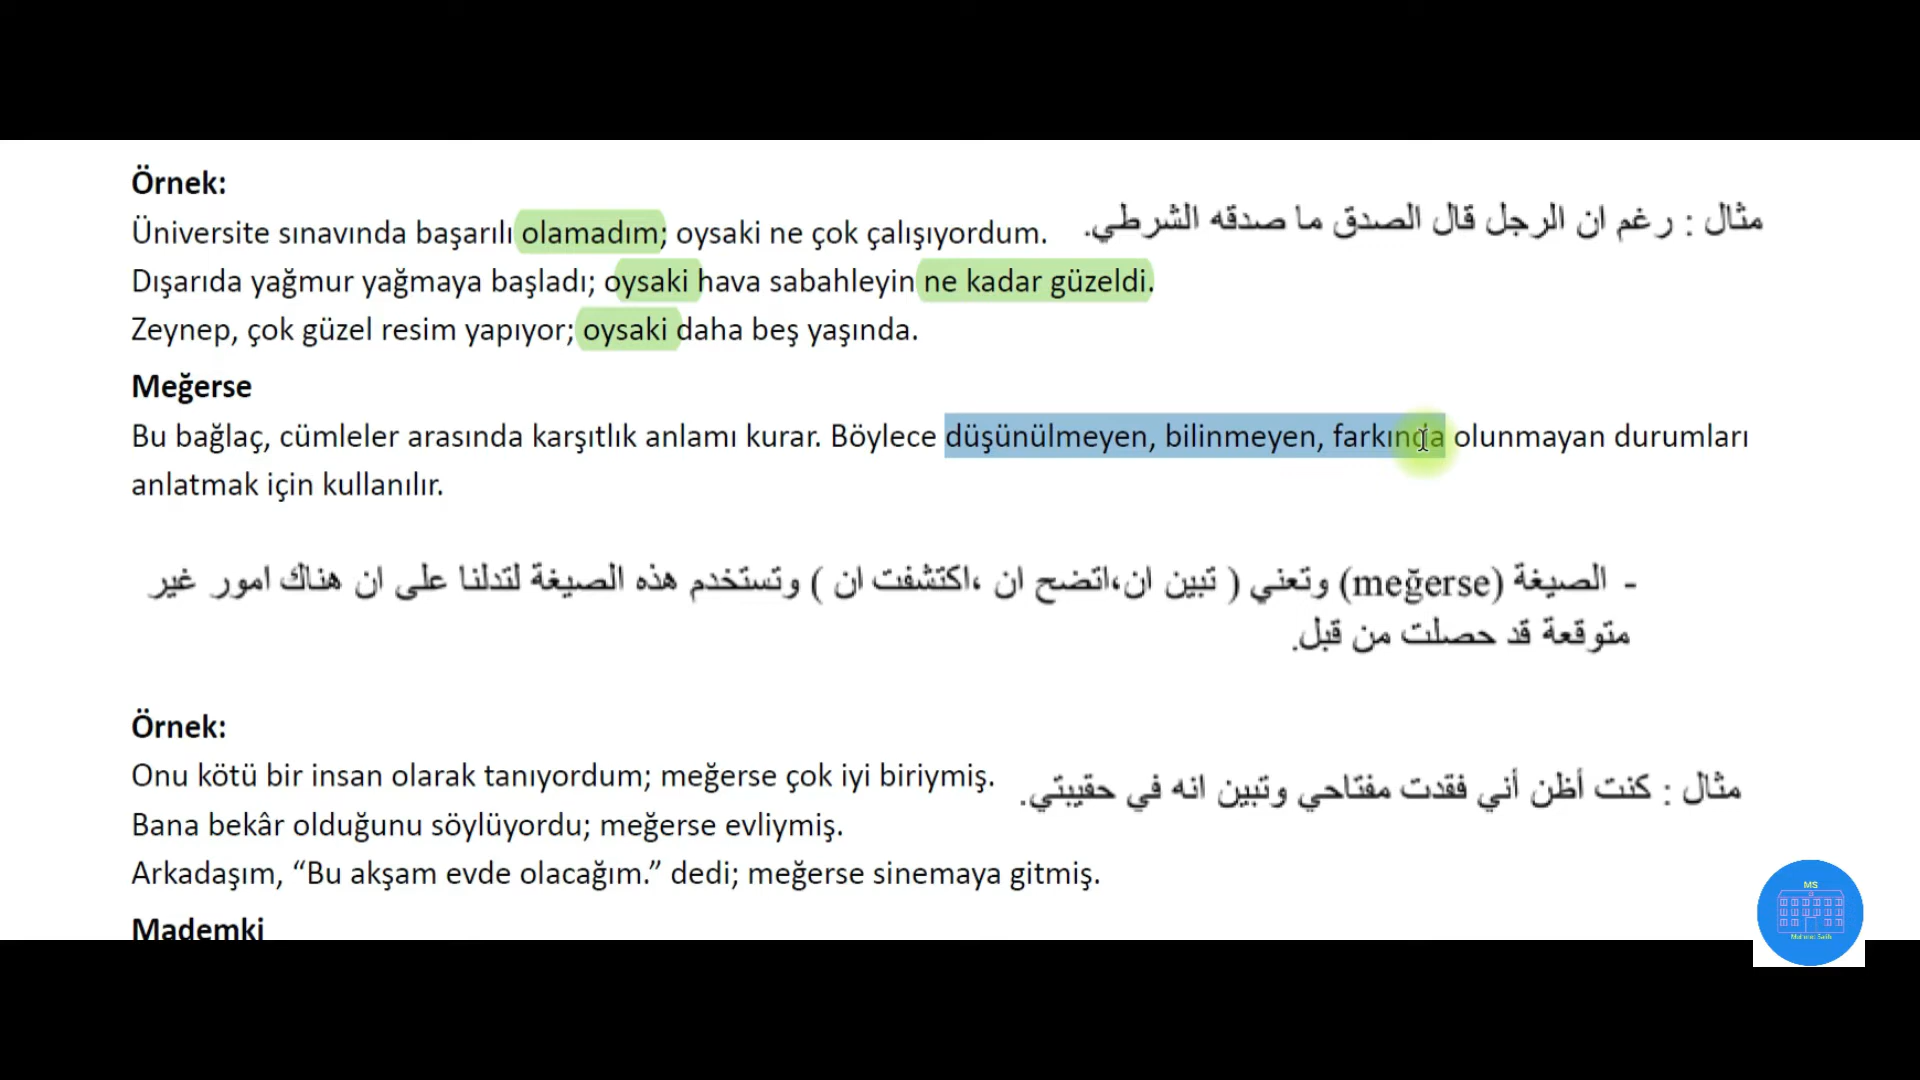 Örnek:
Üniversite sınavında başarılı olamadım; oysaki ne çok çalışıyordum.
مثال : رغم ان الرجل قال الصدق ما صدقه الشرطي.
Dışarıda yağmur yağmaya başladı; oysaki hava sabahleyin ne kadar güzeldi.
Zeynep, çok güzel resim yapıyor; oysaki daha beş yaşında.
Meğerse
Bu bağlaç, cümleler arasında karşıtlık anlamı kurar. Böylece düşünülmeyen, bilinmeyen, farkında olunmayan durumları
anlatmak için kullanılır.
- الصيغة (meğerse) وتعني ( تبين ان،اتضح ان ،اكتشفت ان ) وتستخدم هذه الصيغة لتدلنا على ان هناك امور غير
متوقعة قد حصلت من قبل.
Örnek:
Onu kötü bir insan olarak tanıyordum; meğerse çok iyi biriymiş.
مثال : كنت أظن أني فقدت مفتاحي وتبين انه في حقيبتي.
Bana bekâr olduğunu söylüyordu; meğerse evliymiş.
Arkadaşım, “Bu akşam evde olacağım.” dedi; meğerse sinemaya gitmiş.
Mademki
MS